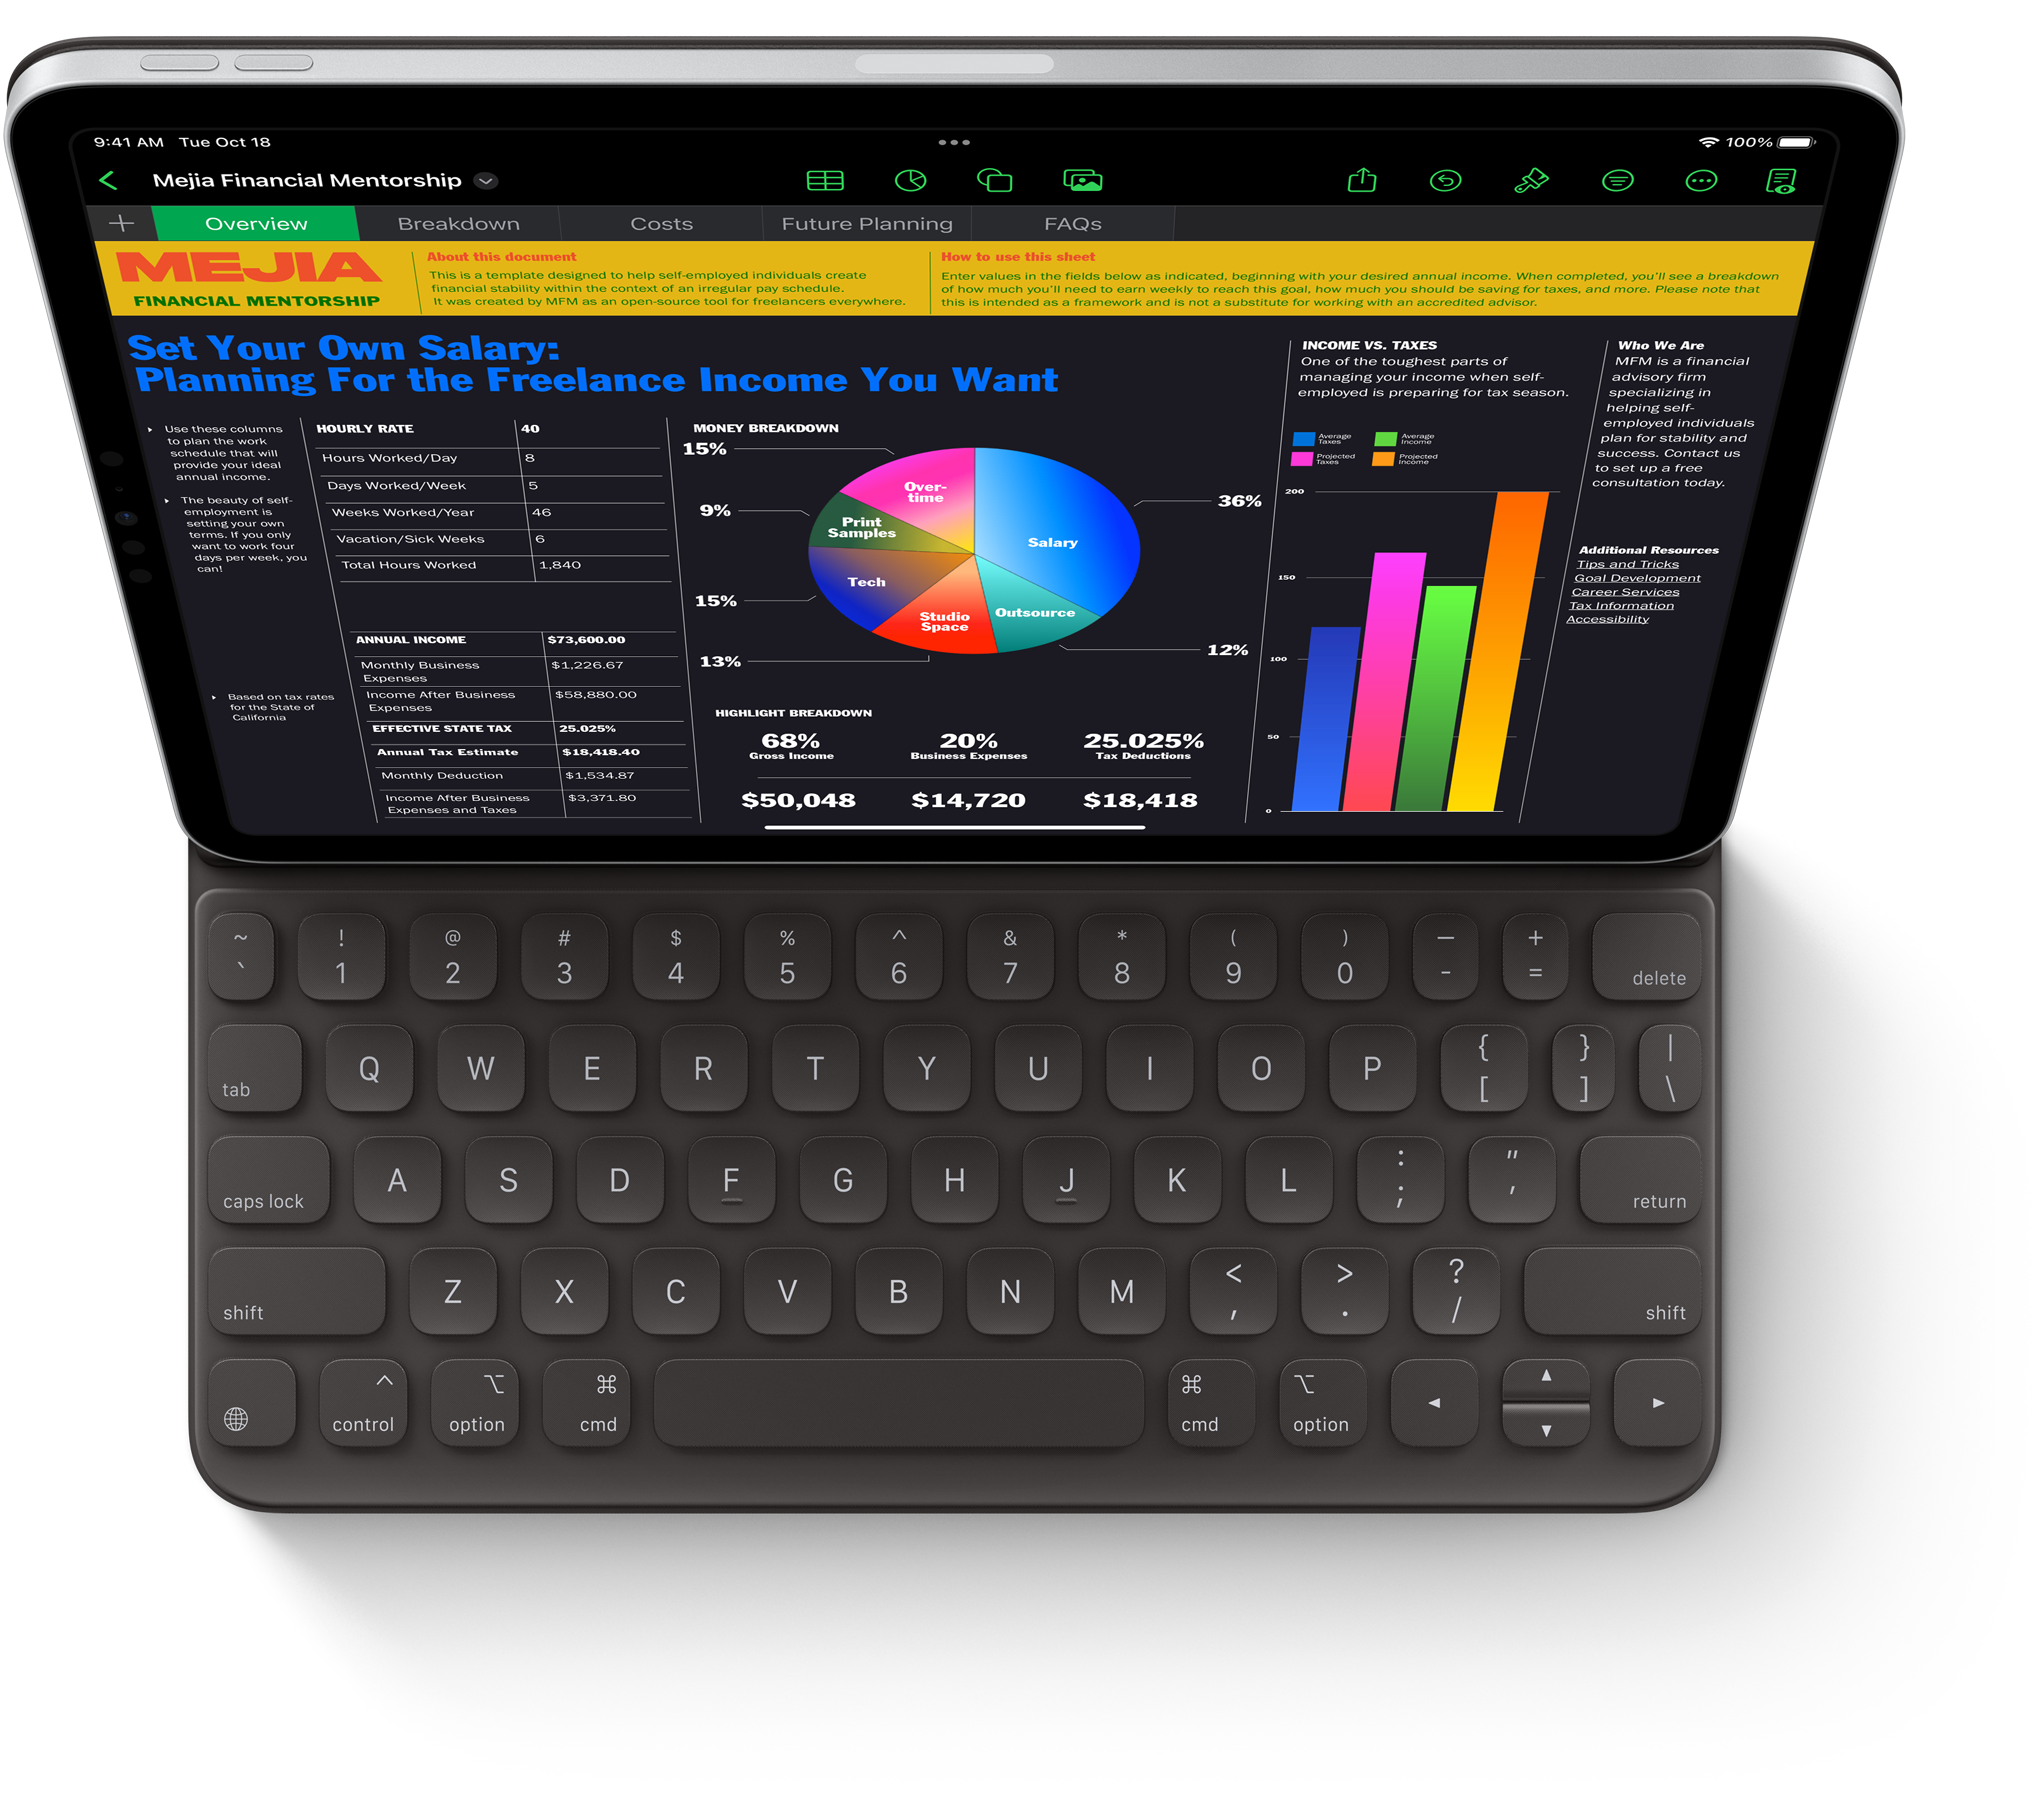 9:41 AM Tue Oct 18
100%
Mejia Financial Mentorship
Overview
Breakdown
Costs
Future Planning
FAQs
MEJIA
FINANCIAL MENTORSHIP
About this document
This is a template designed to help self-employed individuals create
financial stability within the context of an irregular pay schedule.
It was created by MFM as an open-source tool for freelancers everywhere.
How to use this sheet
Enter values in the fields below as indicated, beginning with your desired annual income. When completed, you'll see a breakdown
of how much you'll need to earn weekly to reach this goal, how much you should be saving for taxes, and more. Please note that
this is intended as a framework and is not a substitute for working with an accredited advisor.
Set Your Own Salary:
Planning For the Freelance Income You Want
Use these columns
to plan the work
schedule that will
provide your ideal
annual income.
The beauty of self-
employment is
setting your own
terms. If you only
want to work four
days per week, you
can!
Based on tax rates
for the State of
California
HOURLY RATE 40
Hours Worked/Day 8
Days Worked/Week 5
Weeks Worked/Year 46
Vacation/Sick Weeks 6
Total Hours Worked 1,840
ANNUAL INCOME $73,600.00
Monthly Business $1,226.67
Expenses
Income After Business $58,880.00
Expenses
EFFECTIVE STATE TAX 25.025%
Annual Tax Estimate $18,418.40
Monthly Deduction $1,534.87
Income After Business $3,371.80
Expenses and Taxes
MONEY BREAKDOWN
15%
9%
15%
13%
36%
12%
Over-
time
Print
Samples
Tech
Studio
Space
Outsource
Salary
HIGHLIGHT BREAKDOWN
68% 20% 25.025%
Gross Income Business Expenses Tax Deductions
$50,048 $14,720 $18,418
INCOME VS. TAXES
One of the toughest parts of
managing your income when self-
employed is preparing for tax season.
Average
Taxes
Average
Income
Projected
Taxes
Projected
Income
200
150
100
50
0
Who We Are
MFM is a financial
advisory firm
specializing in
helping self-
employed individuals
plan for stability and
success. Contact us
to set up a free
consultation today.
Additional Resources
Tips and Tricks
Goal Development
Career Services
Tax Information
Accessibility
~ ! @ # $ % ^ & * ( ) — +
` 1 2 3 4 5 6 7 8 9 0 - = delete
tab Q W E R T Y U I O P { [ } ] | \
caps lock A S D F G H J K L : ; " ' return
shift Z X C V B N M < , > . ? / shift
^ ⌥ ⌘ ⌘ ⌥ ◀ ▲ ▼ ▶
control option cmd cmd option